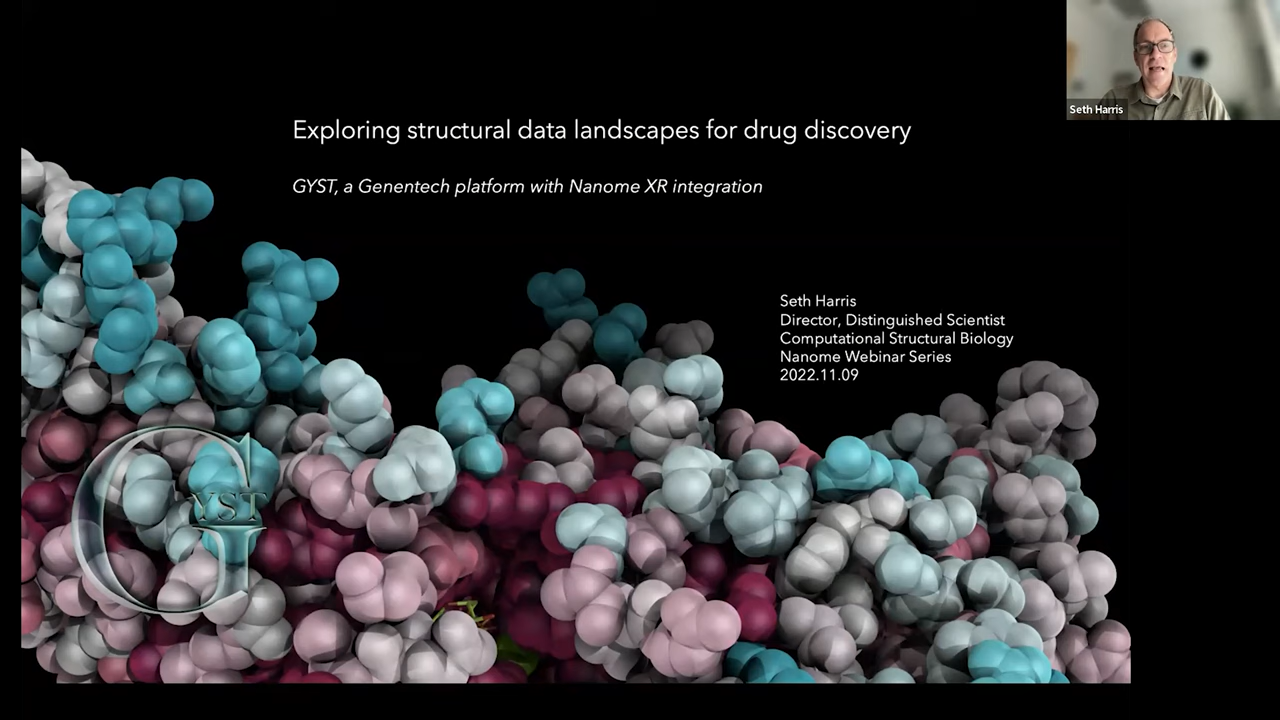 Seth Harris
Exploring structural data landscapes for drug discovery
GYST, a Genentech platform with Nanome XR integration
Seth Harris
Director, Distinguished Scientist
Computational Structural Biology
Nanome Webinar Series
2022.11.09
GYST